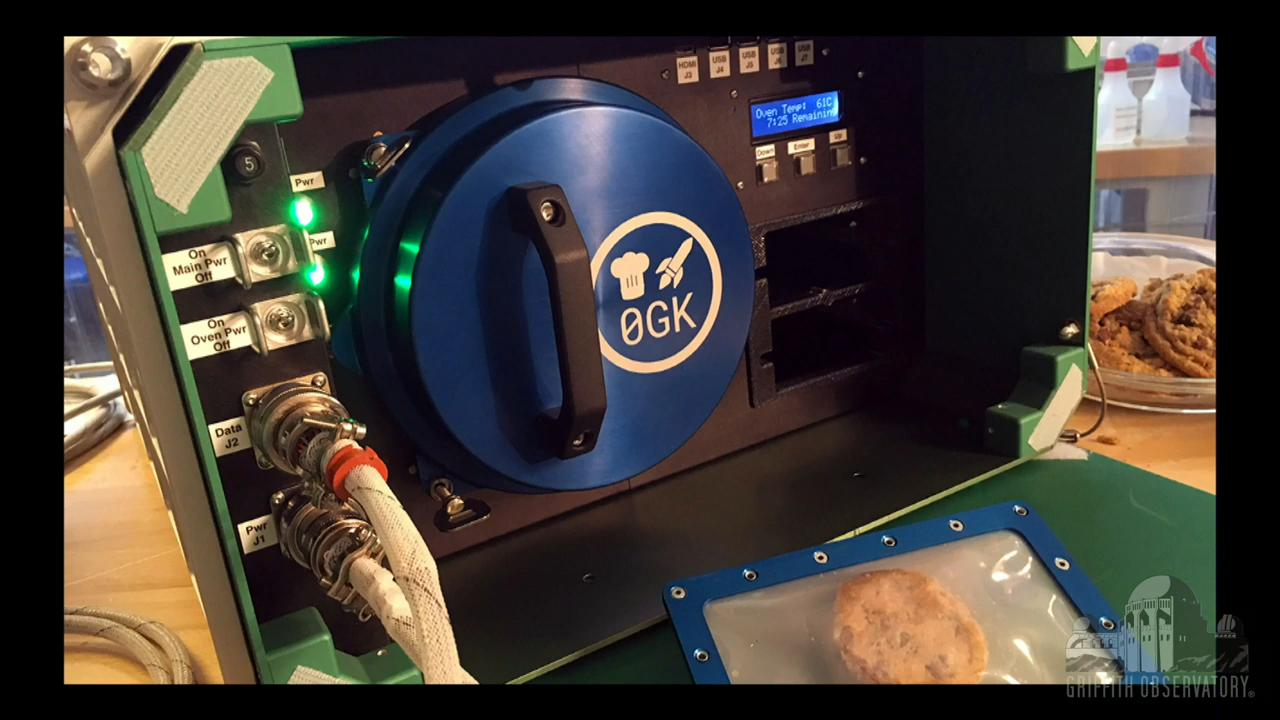 HDMI
J3
USB
J4
USB
J5
USB
J6
USB
J7
Oven Temp: 61C
7:25 Remaining
Down
Enter
Up
5
Pwr
Pwr
On
Main Pwr
Off
On
Oven Pwr
Off
Data
J2
Pwr
J1
0GK
GRIFFITH OBSERVATORY®